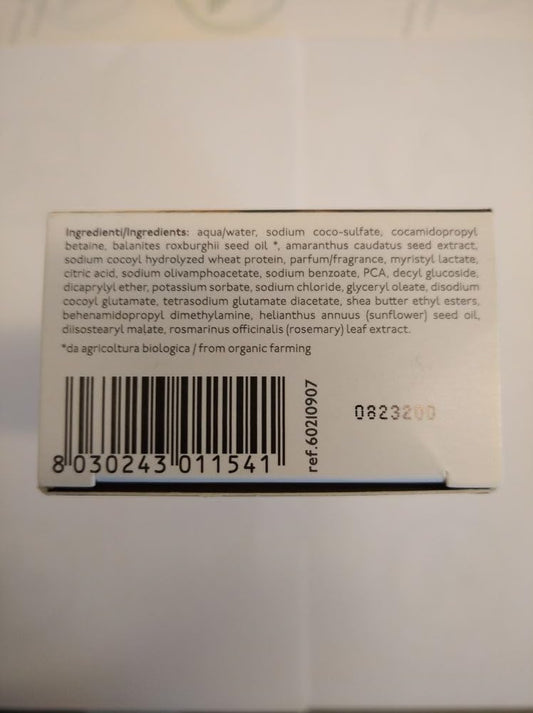 Ingredienti/Ingredients: aqua/water, sodium coco-sulfate, cocamidopropyl
betaine, balanites roxburghii seed oil *, amaranthus caudatus seed extract,
sodium cocoyl hydrolyzed wheat protein, parfum/fragrance, myristyl lactate,
citric acid, sodium olivamphoacetate, sodium benzoate, PCA, decyl glucoside,
dicaprylyl ether, potassium sorbate, sodium chloride, glyceryl oleate, disodium
cocoyl glutamate, tetrasodium glutamate diacetate, shea butter ethyl esters,
behenamidopropyl dimethylamine, helianthus annuus (sunflower) seed oil,
diisostearyl malate, rosmarinus officinalis (rosemary) leaf extract.
*da agricoltura biologica / from organic farming
8 030243 011541
ref.60210907
0823200